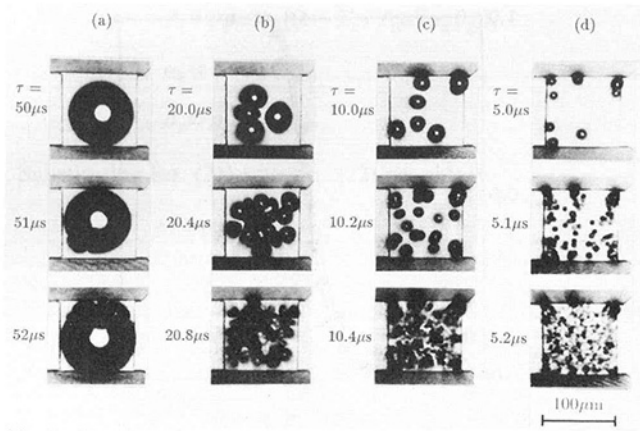 (a) (b) (c) (d)
τ = τ = τ = τ =
50μs 20.0μs 10.0μs 5.0μs
51μs 20.4μs 10.2μs 5.1μs
52μs 20.8μs 10.4μs 5.2μs
100μm